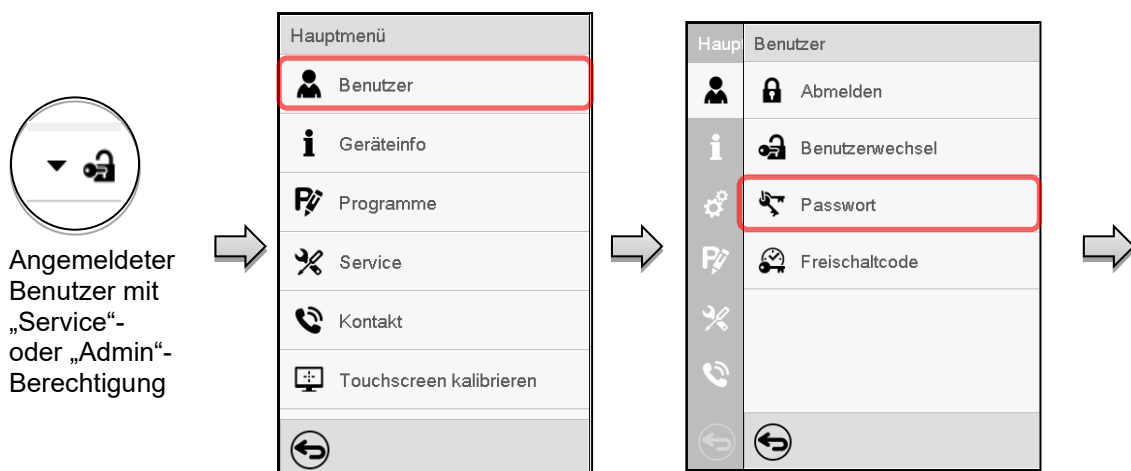 Angemeldeter
Benutzer mit
„Service“-
oder „Admin“-
Berechtigung
Hauptmenü
Benutzer
Geräteinfo
Programme
Service
Kontakt
Touchscreen kalibrieren
Haup
Benutzer
Abmelden
Benutzerwechsel
Passwort
Freischaltcode